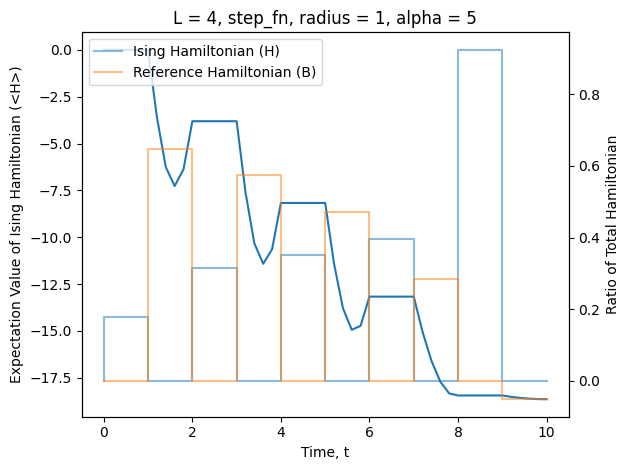 L = 4, step_fn, radius = 1, alpha = 5
Ising Hamiltonian (H)
Reference Hamiltonian (B)
Expectation Value of Ising Hamiltonian (<H>)
0.0
−2.5
−5.0
−7.5
−10.0
−12.5
−15.0
−17.5
0.8
0.6
0.4
0.2
0.0
Ratio of Total Hamiltonian
0 2 4 6 8 10
Time, t